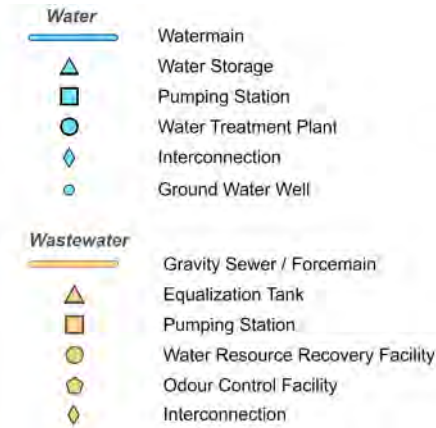 Water
Watermain
Water Storage
Pumping Station
Water Treatment Plant
Interconnection
Ground Water Well
Wastewater
Gravity Sewer / Forcemain
Equalization Tank
Pumping Station
Water Resource Recovery Facility
Odour Control Facility
Interconnection